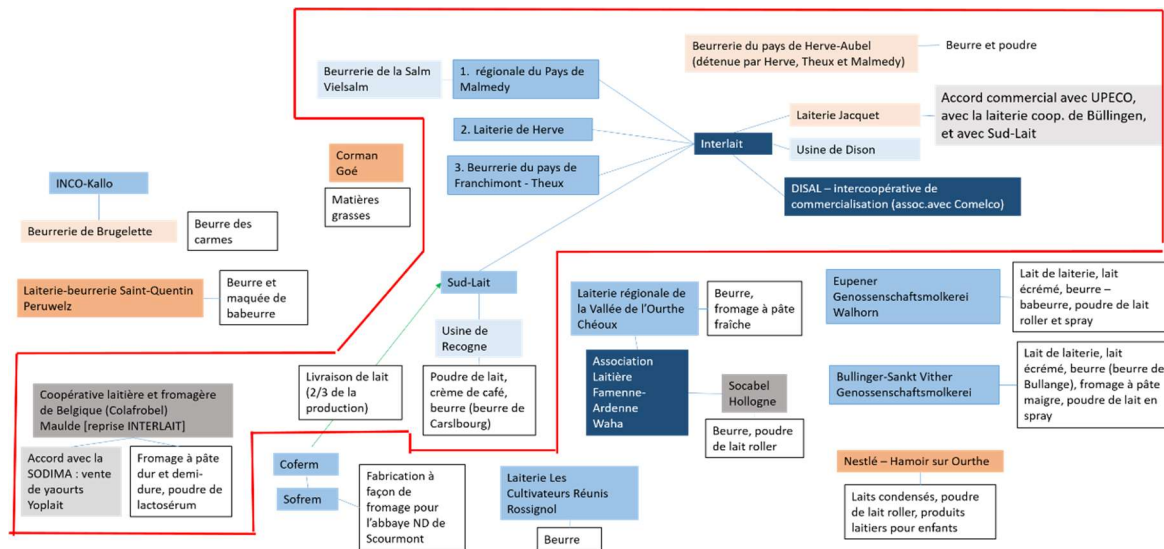 Beurrerie du pays de Herve-Aubel
(détenue par Herve, Theux et Malmedy)
Beurre et poudre
Beurrerie de la Salm
Vielsalm
1. régionale du Pays de
Malmedy
2. Laiterie de Herve
3. Beurrerie du pays de
Franchimont - Theux
Interlait
Laiterie Jacquet
Accord commercial avec UPECO,
avec la laiterie coop. de Büllingen,
et avec Sud-Lait
Usine de Dison
DISAL – intercoopérative de
commercialisation (assoc.avec Comelco)
Corman
Goé
Matières
grasses
INCO-Kallo
Beurrerie de Brugelette
Beurre des
carmes
Laiterie-beurrerie Saint-Quentin
Peruwelz
Beurre et
maquée de
babeurre
Sud-Lait
Usine de
Recogne
Poudre de lait,
crème de café,
beurre (beurre de
Carslbourg)
Livraison de lait
(2/3 de la
production)
Laiterie régionale de
la Vallée de l'Ourthe
Chéoux
Beurre,
fromage à pâte
fraîche
Association
Laitière
Famenne-
Ardenne
Waha
Socabel
Hollogne
Beurre, poudre
de lait roller
Eupener
Genossenschaftsmolkerei
Walhorn
Lait de laiterie, lait
écrémé, beurre –
babeurre, poudre de lait
roller et spray
Bullinger-Sankt Vither
Genossenschaftsmolkerei
Lait de laiterie, lait
écrémé, beurre (beurre de
Bullange), fromage à pâte
maigre, poudre de lait en
spray
Nestlé – Hamoir sur Ourthe
Laits condensés, poudre
de lait roller, produits
laitiers pour enfants
Coopérative laitière et fromagère
de Belgique (Colafrobel)
Maulde [reprise INTERLAIT]
Accord avec la
SODIMA : vente
de yaourts
Yoplait
Fromage à pâte
dur et demi-
dure, poudre de
lactosérum
Coferm
Sofrem
Fabrication à
façon de
fromage pour
l'abbaye ND de
Scourmont
Laiterie Les
Cultivateurs Réunis
Rossignol
Beurre